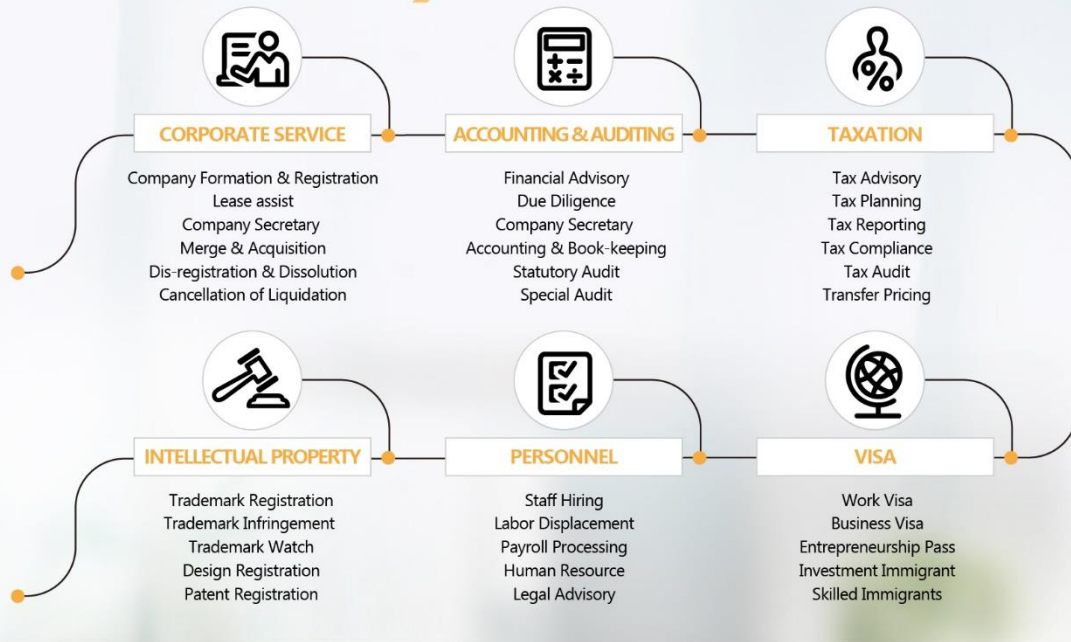 CORPORATE SERVICE
Company Formation & Registration
Lease assist
Company Secretary
Merge & Acquisition
Dis-registration & Dissolution
Cancellation of Liquidation
ACCOUNTING & AUDITING
Financial Advisory
Due Diligence
Company Secretary
Accounting & Book-keeping
Statutory Audit
Special Audit
TAXATION
Tax Advisory
Tax Planning
Tax Reporting
Tax Compliance
Tax Audit
Transfer Pricing
INTELLECTUAL PROPERTY
Trademark Registration
Trademark Infringement
Trademark Watch
Design Registration
Patent Registration
PERSONNEL
Staff Hiring
Labor Displacement
Payroll Processing
Human Resource
Legal Advisory
VISA
Work Visa
Business Visa
Entrepreneurship Pass
Investment Immigrant
Skilled Immigrants